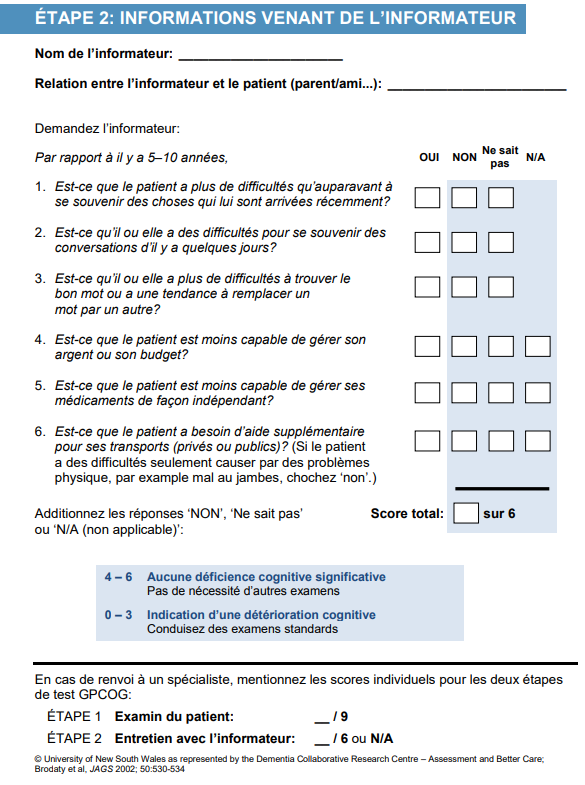 ÉTAPE 2: INFORMATIONS VENANT DE L’INFORMATEUR
Nom de l’informateur: ____________________
Relation entre l’informateur et le patient (parent/ami...): ______________________
Demandez l’informateur:
Par rapport à il y a 5–10 années,
OUI NON Ne sait pas N/A
1. Est-ce que le patient a plus de difficultés qu’auparavant à
se souvenir des choses qui lui sont arrivées récemment?
2. Est-ce qu’il ou elle a des difficultés pour se souvenir des
conversations d’il y a quelques jours?
3. Est-ce qu’il ou elle a plus de difficultés à trouver le
bon mot ou a une tendance à remplacer un
mot par un autre?
4. Est-ce que le patient est moins capable de gérer son
argent ou son budget?
5. Est-ce que le patient est moins capable de gérer ses
médicaments de façon indépendant?
6. Est-ce que le patient a besoin d’aide supplémentaire
pour ses transports (privés ou publics)? (Si le patient
a des difficultés seulement causer par des problèmes
physique, par example mal au jambes, chochez ‘non’.)
Additionnez les réponses ‘NON’, ‘Ne sait pas’
ou ‘N/A (non applicable)’:
Score total: sur 6
4 – 6 Aucune déficience cognitive significative
Pas de nécessité d’autres examens
0 – 3 Indication d’une détérioration cognitive
Conduisez des examens standards
En cas de renvoi à un spécialiste, mentionnez les scores individuels pour les deux étapes
de test GPCOG:
ÉTAPE 1 Examin du patient: __ / 9
ÉTAPE 2 Entretien avec l’informateur: __ / 6 ou N/A
© University of New South Wales as represented by the Dementia Collaborative Research Centre – Assessment and Better Care;
Brodaty et al, JAGS 2002; 50:530-534